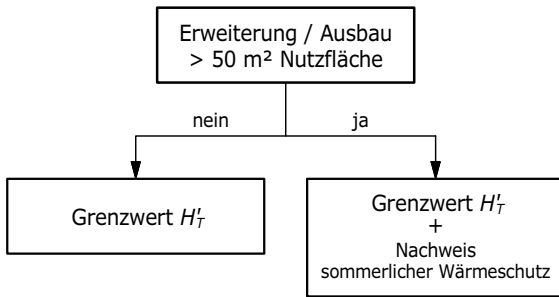 Erweiterung / Ausbau
> 50 m² Nutzfläche
nein
ja
Grenzwert H'T
Grenzwert H'T
+
Nachweis
sommerlicher Wärmeschutz